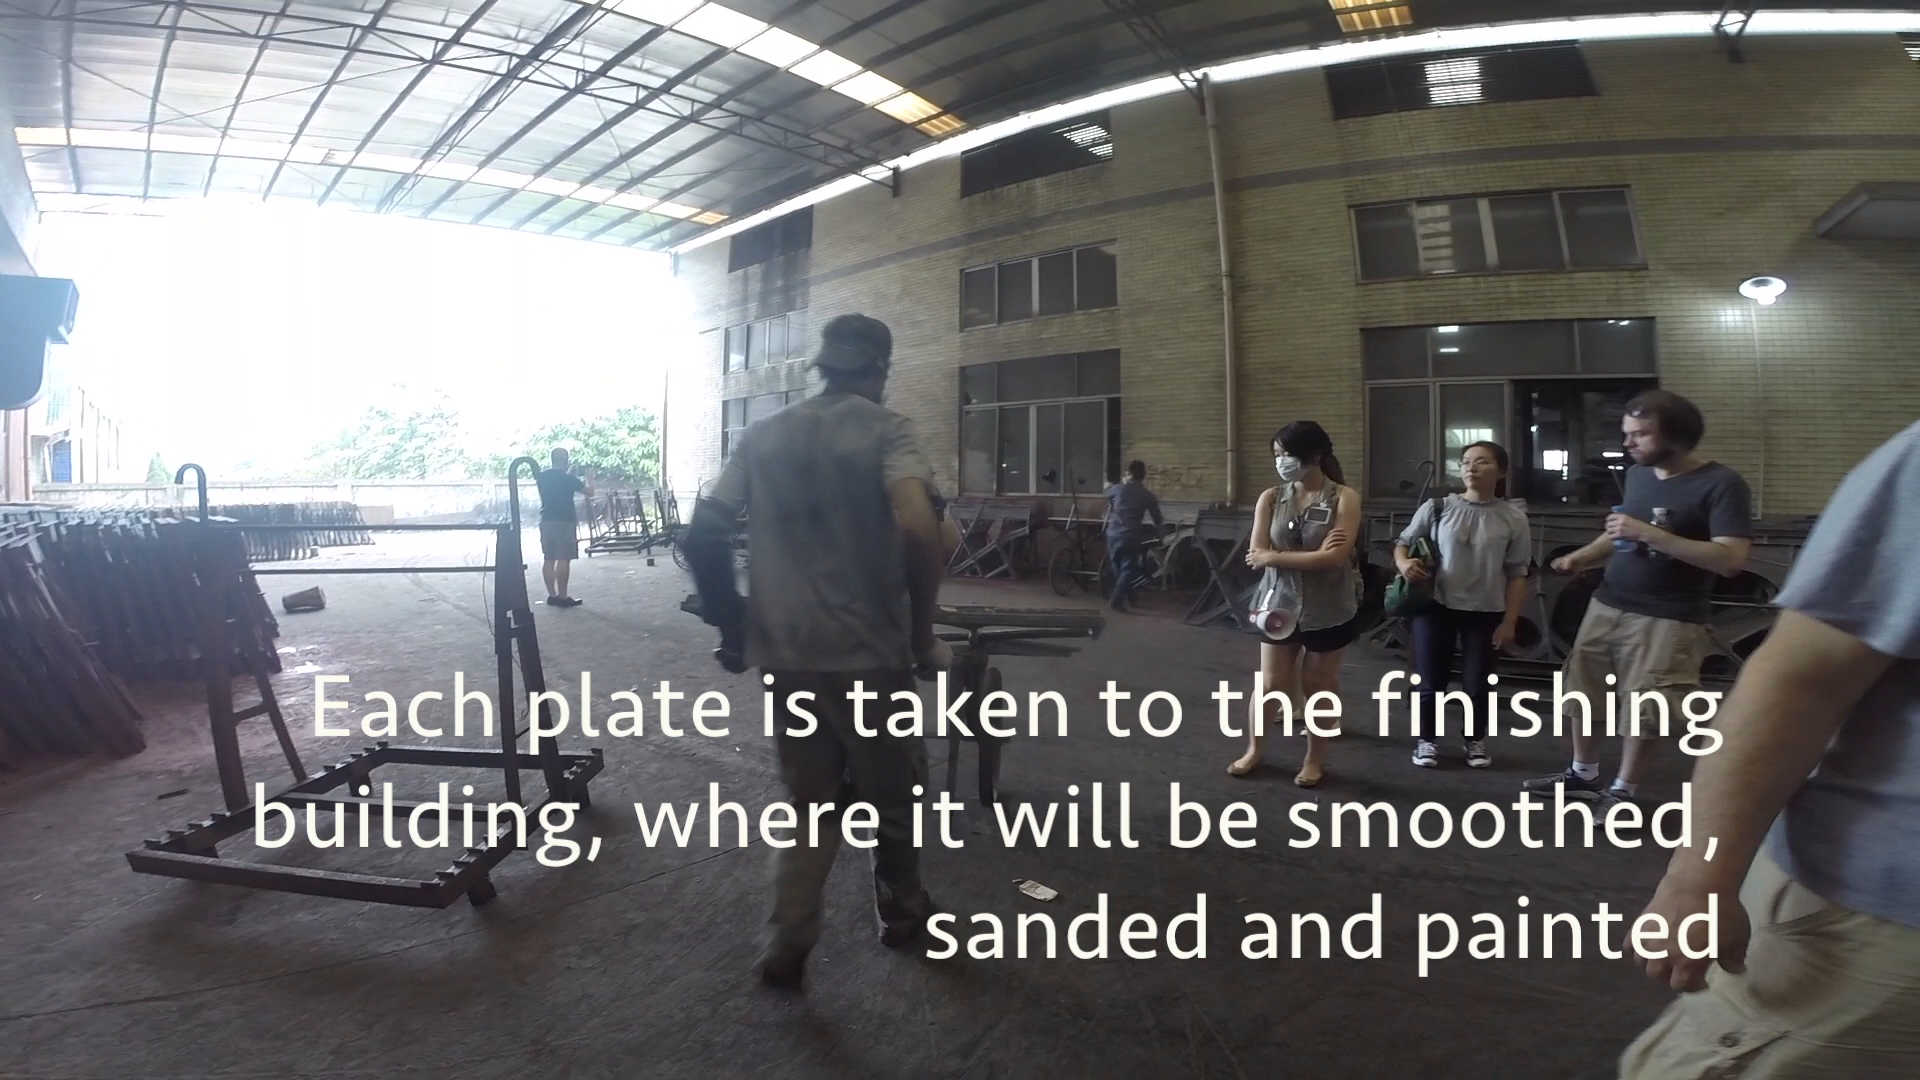 Each plate is taken to the finishing
building, where it will be smoothed,
sanded and painted